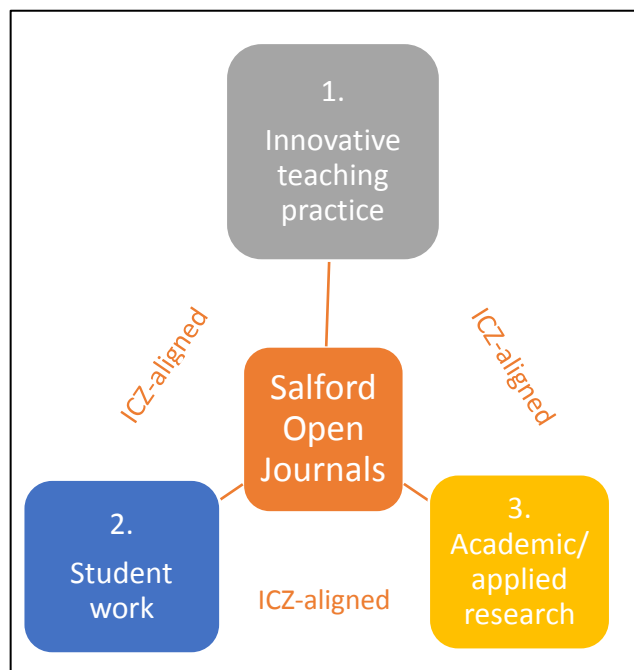 1.
Innovative
teaching
practice
ICZ-aligned
ICZ-aligned
Salford
Open
Journals
2.
Student
work
ICZ-aligned
3.
Academic/
applied
research